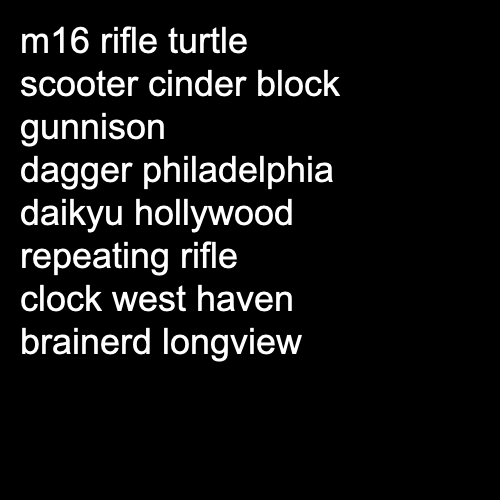 m16 rifle turtle
scooter cinder block
gunnison
dagger philadelphia
daikyu hollywood
repeating rifle
clock west haven
brainerd longview